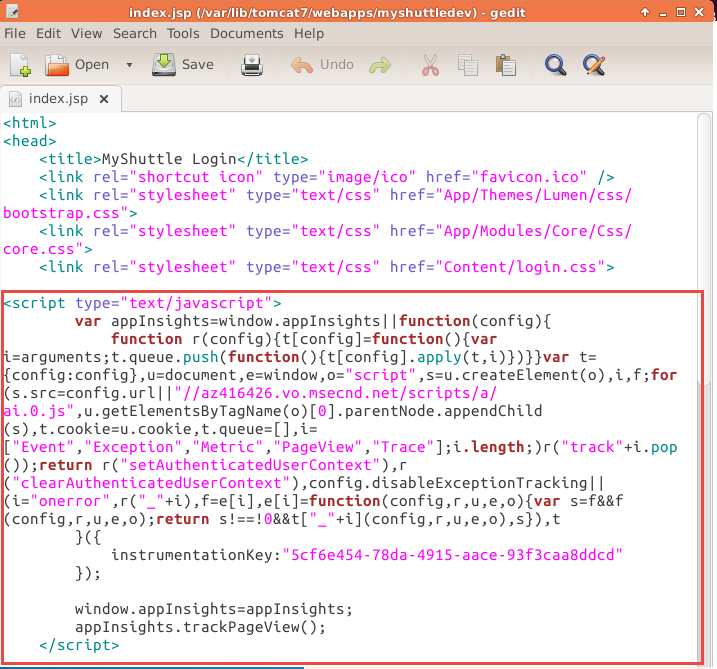 index.jsp (/var/lib/tomcat7/webapps/myshuttledev) - gedit
File Edit View Search Tools Documents Help
Open Save Undo
index.jsp
<html>
<head>
    <title>MyShuttle Login</title>
    <link rel="shortcut icon" type="image/ico" href="favicon.ico" />
    <link rel="stylesheet" type="text/css" href="App/Themes/Lumen/css/
bootstrap.css">
    <link rel="stylesheet" type="text/css" href="App/Modules/Core/Css/
core.css">
    <link rel="stylesheet" type="text/css" href="Content/login.css">
<script type="text/javascript">
        var appInsights=window.appInsights||function(config){
            function r(config){t[config]=function(){var
i=arguments;t.queue.push(function(){t[config].apply(t,i)})}}var t=
{config:config},u=document,e=window,o="script",s=u.createElement(o),i,f;for
(s.src=config.url||"//az416426.vo.msecnd.net/scripts/a/
ai.0.js",u.getElementsByTagName(o)[0].parentNode.appendChild
(s),t.cookie=u.cookie,t.queue=[],i=
["Event","Exception","Metric","PageView","Trace"];i.length;)r("track"+i.pop
());return r("setAuthenticatedUserContext"),r
("clearAuthenticatedUserContext"),config.disableExceptionTracking||
(i="onerror",r("_"+i),f=e[i],e[i]=function(config,r,u,e,o){var s=f&&f
(config,r,u,e,o);return s!==!0&&t["_"+i](config,r,u,e,o),s}),t
        }({
            instrumentationKey:"5cf6e454-78da-4915-aace-93f3caa8ddcd"
        });
        window.appInsights=appInsights;
        appInsights.trackPageView();
    </script>